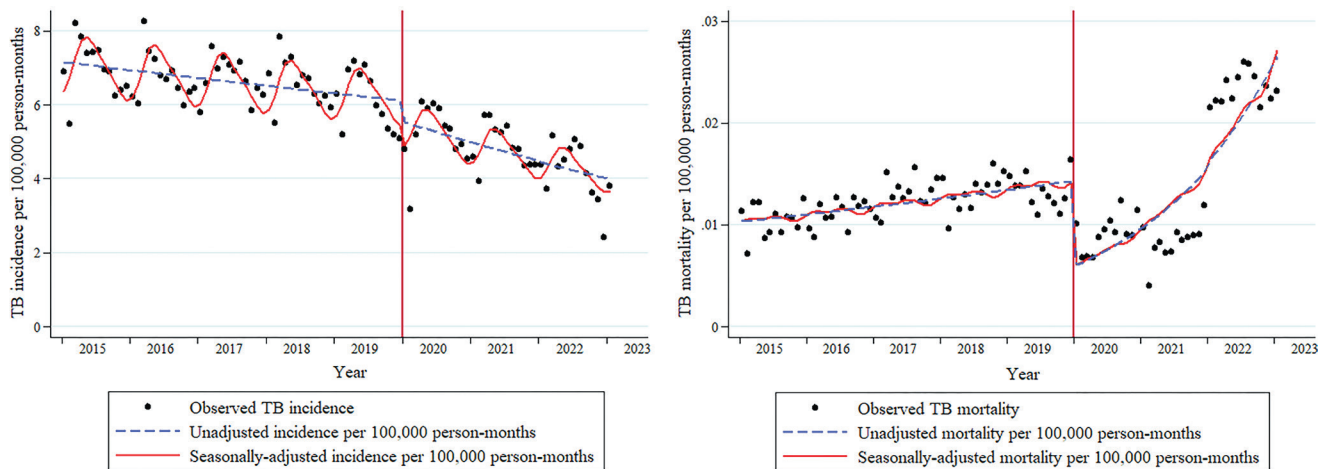 TB incidence per 100,000 person-months
8
6
4
2
0
2015 2016 2017 2018 2019 2020 2021 2022 2023
Year
Observed TB incidence
Unadjusted incidence per 100,000 person-months
Seasonally-adjusted incidence per 100,000 person-months
TB mortality per 100,000 person-months
.03
.02
.01
0
2015 2016 2017 2018 2019 2020 2021 2022 2023
Year
Observed TB mortality
Unadjusted mortality per 100,000 person-months
Seasonally-adjusted mortality per 100,000 person-months